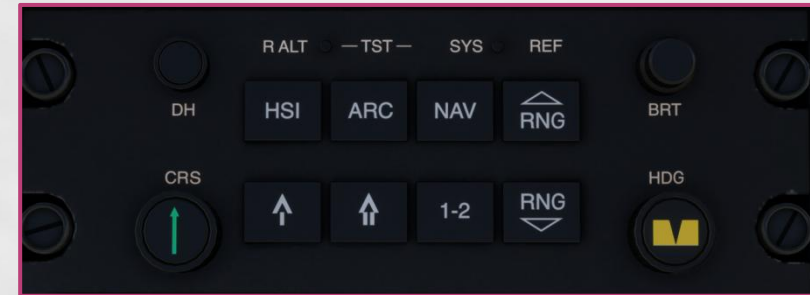 R ALT —TST— SYS REF
DH
HSI ARC NAV RNG
BRT
CRS
HDG
1-2 RNG